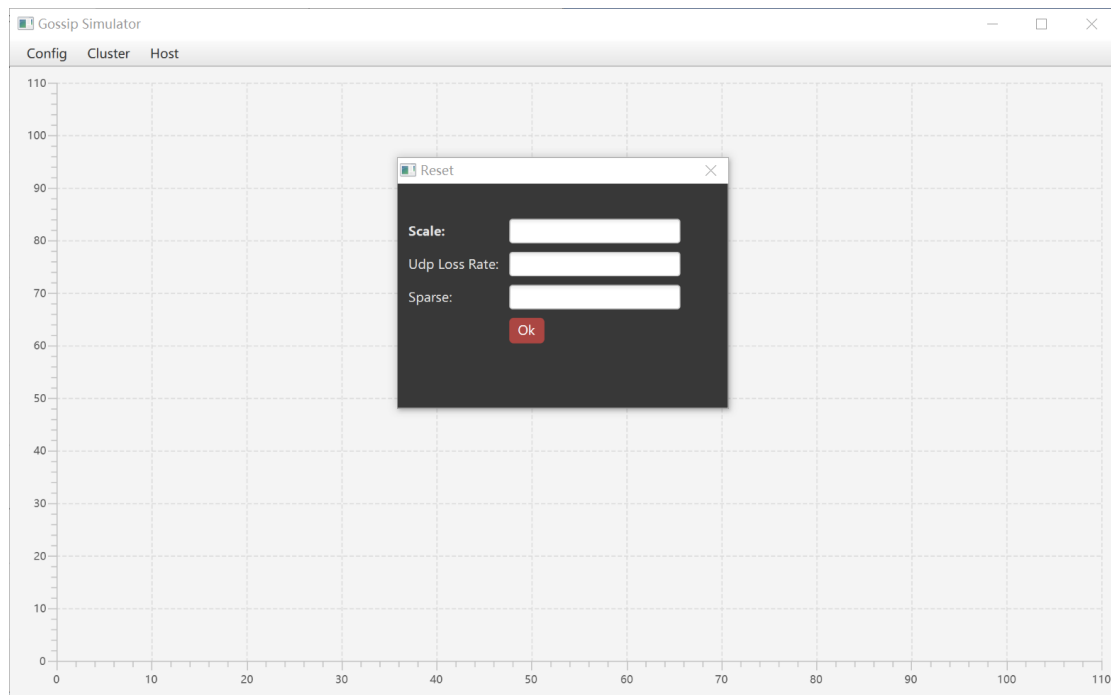 Gossip Simulator
Config Cluster Host
110
100
90
Reset
Scale:
80
Udp Loss Rate:
70
Sparse:
Ok
60
50
40
30
20
10
0
0 10 20 30 40 50 60 70 80 90 100 110